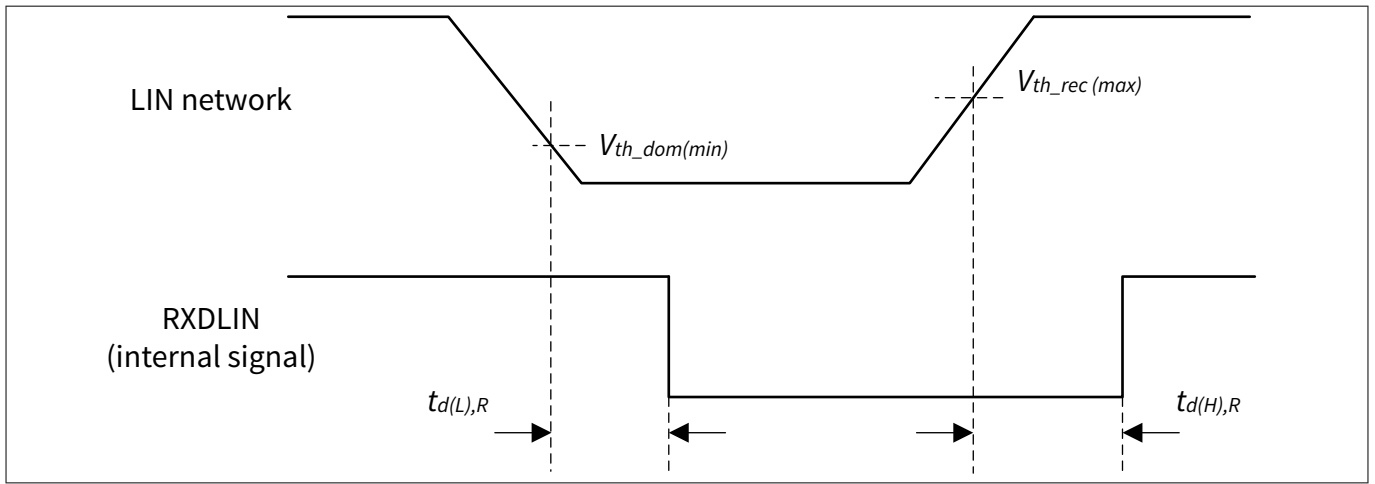 LIN network
Vth_rec (max)
Vth_dom(min)
RXDLIN
(internal signal)
td(L),R
td(H),R